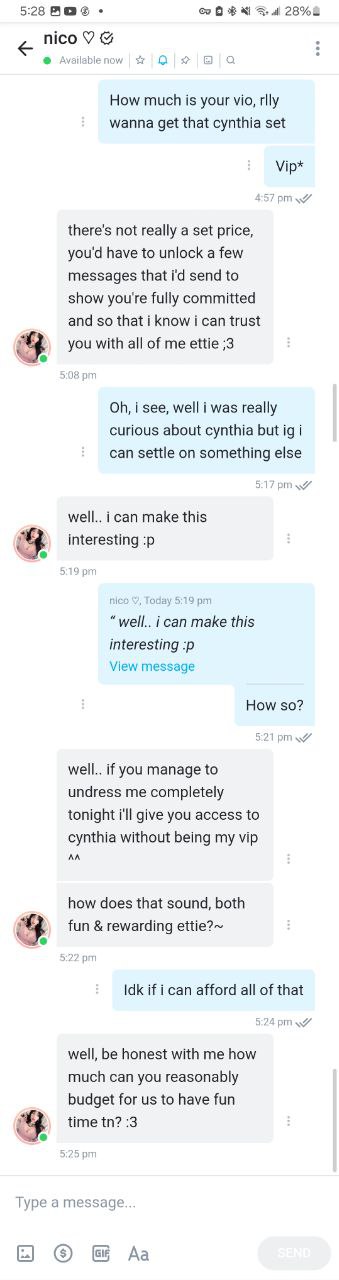 5:28
28%
nico ♡
Available now
How much is your vio, rlly
wanna get that cynthia set
Vip*
4:57 pm
there's not really a set price,
you'd have to unlock a few
messages that i'd send to
show you're fully committed
and so that i know i can trust
you with all of me ettie ;3
5:08 pm
Oh, i see, well i was really
curious about cynthia but ig i
can settle on something else
5:17 pm
well.. i can make this
interesting :p
5:19 pm
nico ♡, Today 5:19 pm
“ well.. i can make this
interesting :p
View message
How so?
5:21 pm
well.. if you manage to
undress me completely
tonight i'll give you access to
cynthia without being my vip
^^
how does that sound, both
fun & rewarding ettie?~
5:22 pm
Idk if i can afford all of that
5:24 pm
well, be honest with me how
much can you reasonably
budget for us to have fun
time tn? :3
5:25 pm
Type a message...
GIF
Aa
SEND